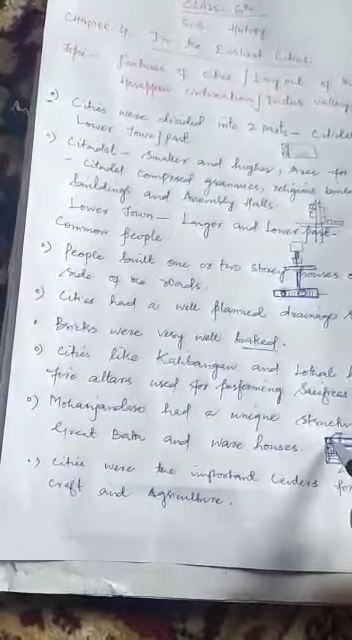 Class- 6th
Sub- History
Chapter 4 In the Earliest Cities
Topic- features of cities / Layout of
Harappan civilization / Indus valley
Cities were divided into 2 parts - Citadel
Lower Town/part
Citadel - Smaller and higher, area for
- citadel comprised granaries, religious
buildings and Assembly Halls.
Lower Town - Larger and Lower part-
Common people.
People built one or two storey houses
side of the roads.
Cities had a well planned drainage
Bricks were very well baked.
Cities like Kalibangan and Lothal
fire altars used for performing
Mohanjandaro had a unique
Great Bath and ware houses.
Cities were the important centers for
craft and Agriculture.